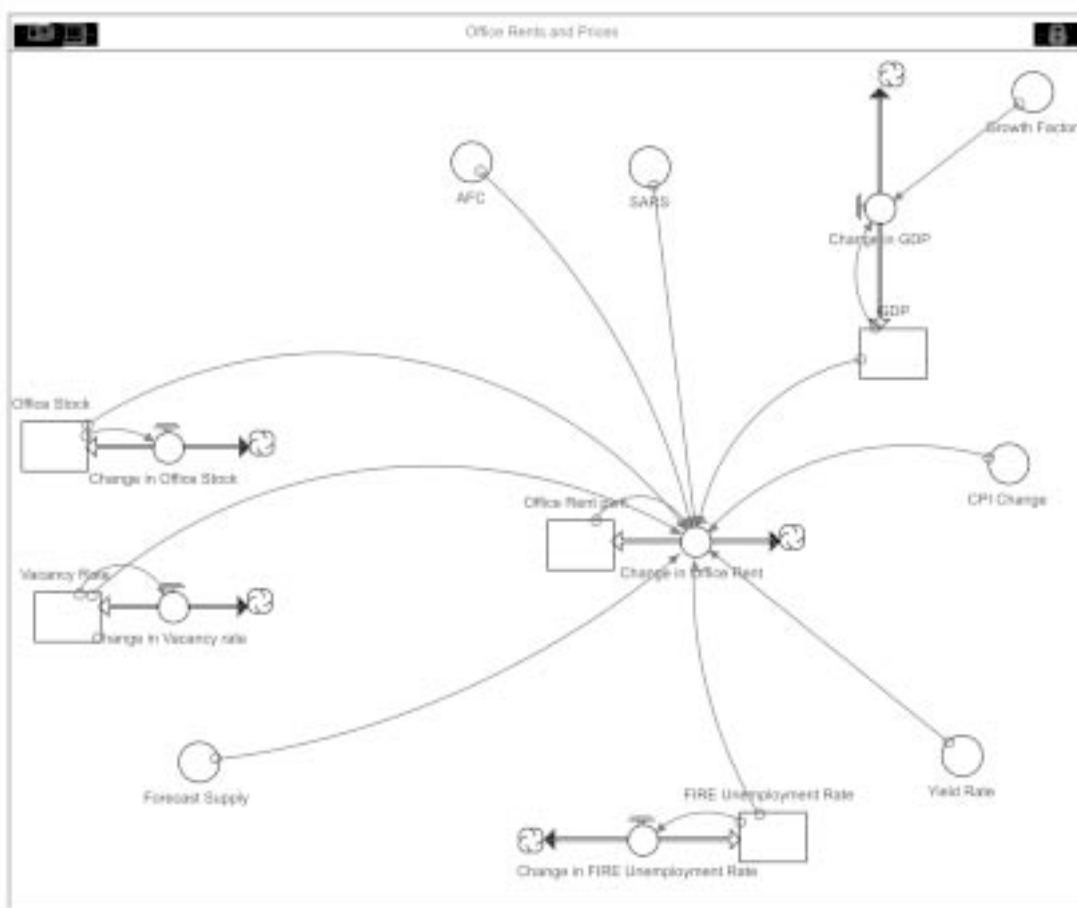 Office Rents and Prices
Growth Factor
AFC
SARS
Change in GDP
GDP
Office Stock
Change in Office Stock
CPI Change
Office Rent
Change in Office Rent
Vacancy Rate
Change in Vacancy rate
Forecast Supply
FIRE Unemployment Rate
Yield Rate
Change in FIRE Unemployment Rate